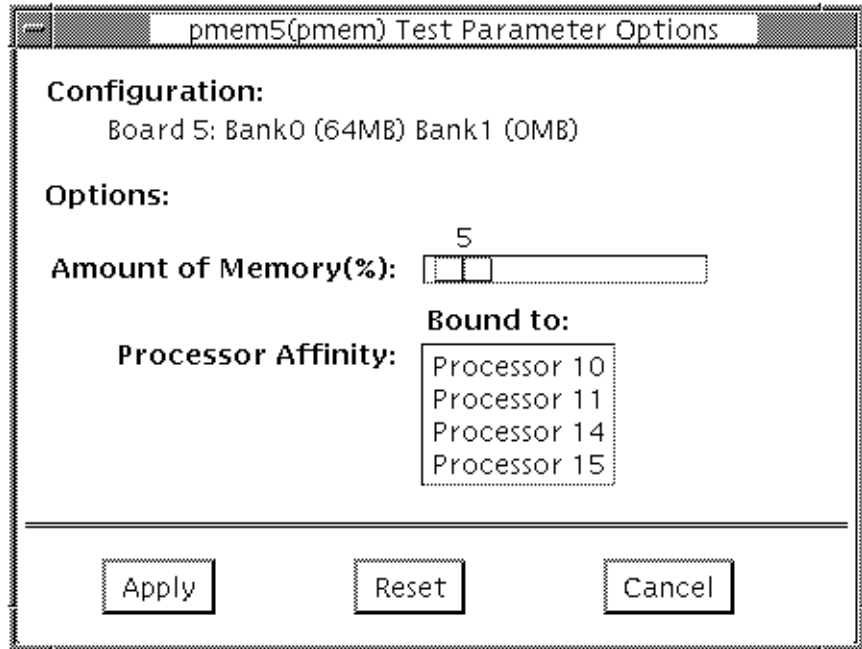 pmem5(pmem) Test Parameter Options
Configuration:
Board 5: Bank0 (64MB) Bank1 (0MB)
Options:
5
Amount of Memory(%):
Bound to:
Processor Affinity:
Processor 10
Processor 11
Processor 14
Processor 15
Apply Reset Cancel